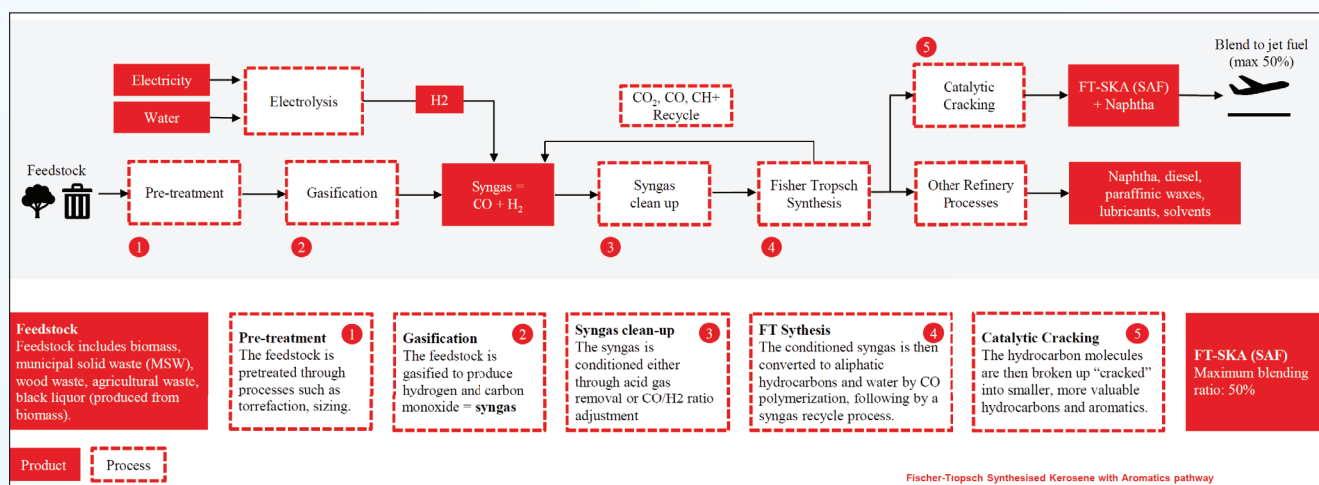 Electricity
Water
Electrolysis
H2
CO₂, CO, CH+
Recycle
5
Catalytic
Cracking
FT-SKA (SAF)
+ Naphtha
Blend to jet fuel
(max 50%)
Feedstock
Pre-treatment
1
Gasification
2
Syngas =
CO + H₂
Syngas
clean up
3
Fisher Tropsch
Synthesis
4
Other Refinery
Processes
Naphtha, diesel,
paraffinic waxes,
lubricants, solvents
Feedstock
Feedstock includes biomass,
municipal solid waste (MSW),
wood waste, agricultural waste,
black liquor (produced from
biomass).
Pre-treatment
1
The feedstock is
pretreated through
processes such as
torrefaction, sizing.
Gasification
2
The feedstock is
gasified to produce
hydrogen and carbon
monoxide = syngas
Syngas clean-up
3
The syngas is
conditioned either
through acid gas
removal or CO/H2 ratio
adjustment
FT Sythesis
4
The conditioned syngas is then
converted to aliphatic
hydrocarbons and water by CO
polymerization, following by a
syngas recycle process.
Catalytic Cracking
5
The hydrocarbon molecules
are then broken up “cracked”
into smaller, more valuable
hydrocarbons and aromatics.
FT-SKA (SAF)
Maximum blending
ratio: 50%
Product
Process
Fischer-Tropsch Synthesised Kerosene with Aromatics pathway